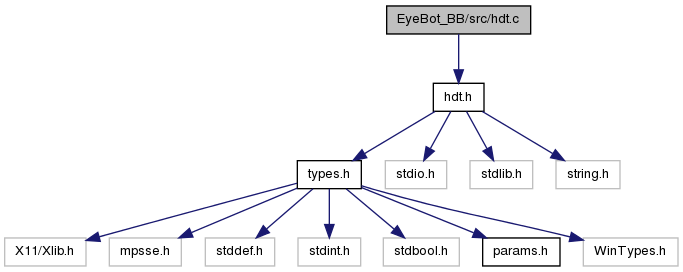 EyeBot_BB/src/hdt.c
hdt.h
types.h
stdio.h
stdlib.h
string.h
X11/Xlib.h
mpsse.h
stddef.h
stdint.h
stdbool.h
params.h
WinTypes.h